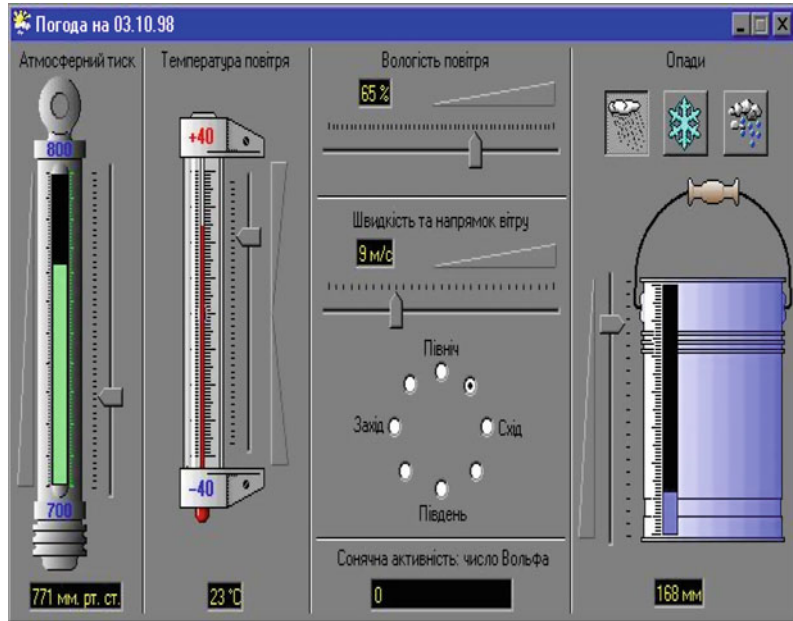 Погода на 03.10.98
Атмосферний тиск
Температура повітря
Вологість повітря
Опади
65 %
800
+40
Швидкість та напрямок вітру
9 м/с
Північ
Захід
Схід
-40
700
Південь
Сонячна активність: число Вольфа
771 мм. рт. ст.
23 °C
0
168 мм